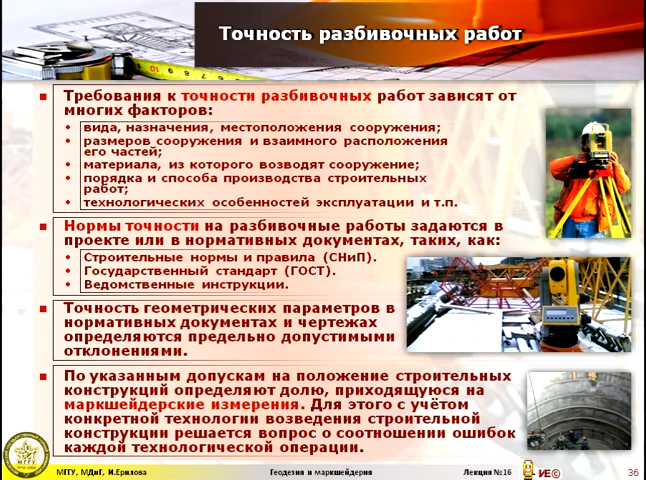 Точность разбивочных работ
Требования к точности разбивочных работ зависят от
многих факторов:
вида, назначения, местоположения сооружения;
размеров сооружения и взаимного расположения
его частей;
материала, из которого возводят сооружение;
порядка и способа производства строительных
работ;
технологических особенностей эксплуатации и т.п.
Нормы точности на разбивочные работы задаются в
проекте или в нормативных документах, таких, как:
Строительные нормы и правила (СНиП).
Государственный стандарт (ГОСТ).
Ведомственные инструкции.
Точность геометрических параметров в
нормативных документах и чертежах
определяются предельно допустимыми
отклонениями.
По указанным допускам на положение строительных
конструкций определяют долю, приходящуюся на
маркшейдерские измерения. Для этого с учётом
конкретной технологии возведения строительной
конструкции решается вопрос о соотношении ошибок
каждой технологической операции.
МГГУ
МГГУ, МДиГ, И.Ерилова
Геодезия и маркшейдерия
Лекция №16
-ИЕ©
36